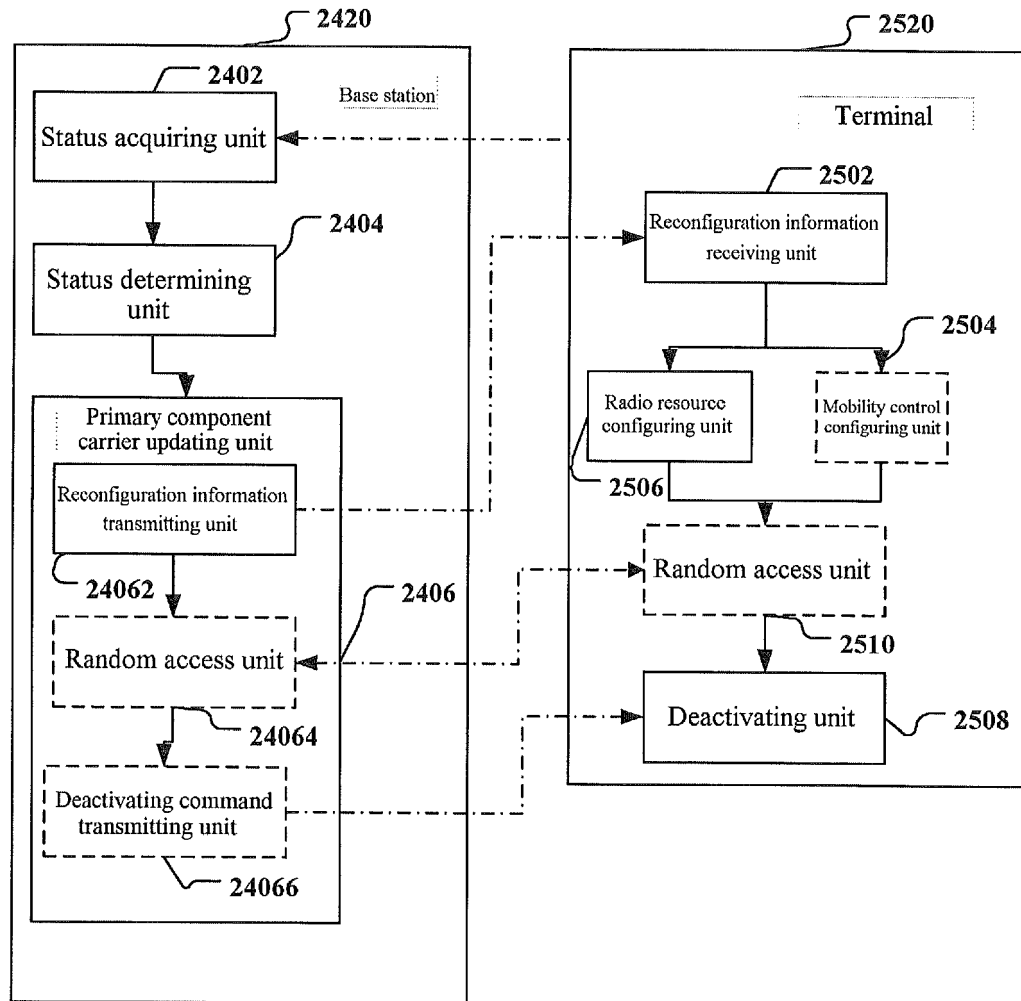 2420
2520
2402
Base station
Status acquiring unit
Terminal
2502
2404
Reconfiguration information
receiving unit
Status determining
unit
2504
Primary component
carrier updating unit
Radio resource
configuring unit
Mobility control
configuring unit
2506
Reconfiguration information
transmitting unit
24062
2406
Random access unit
2510
Random access unit
24064
Deactivating unit
2508
Deactivating command
transmitting unit
24066